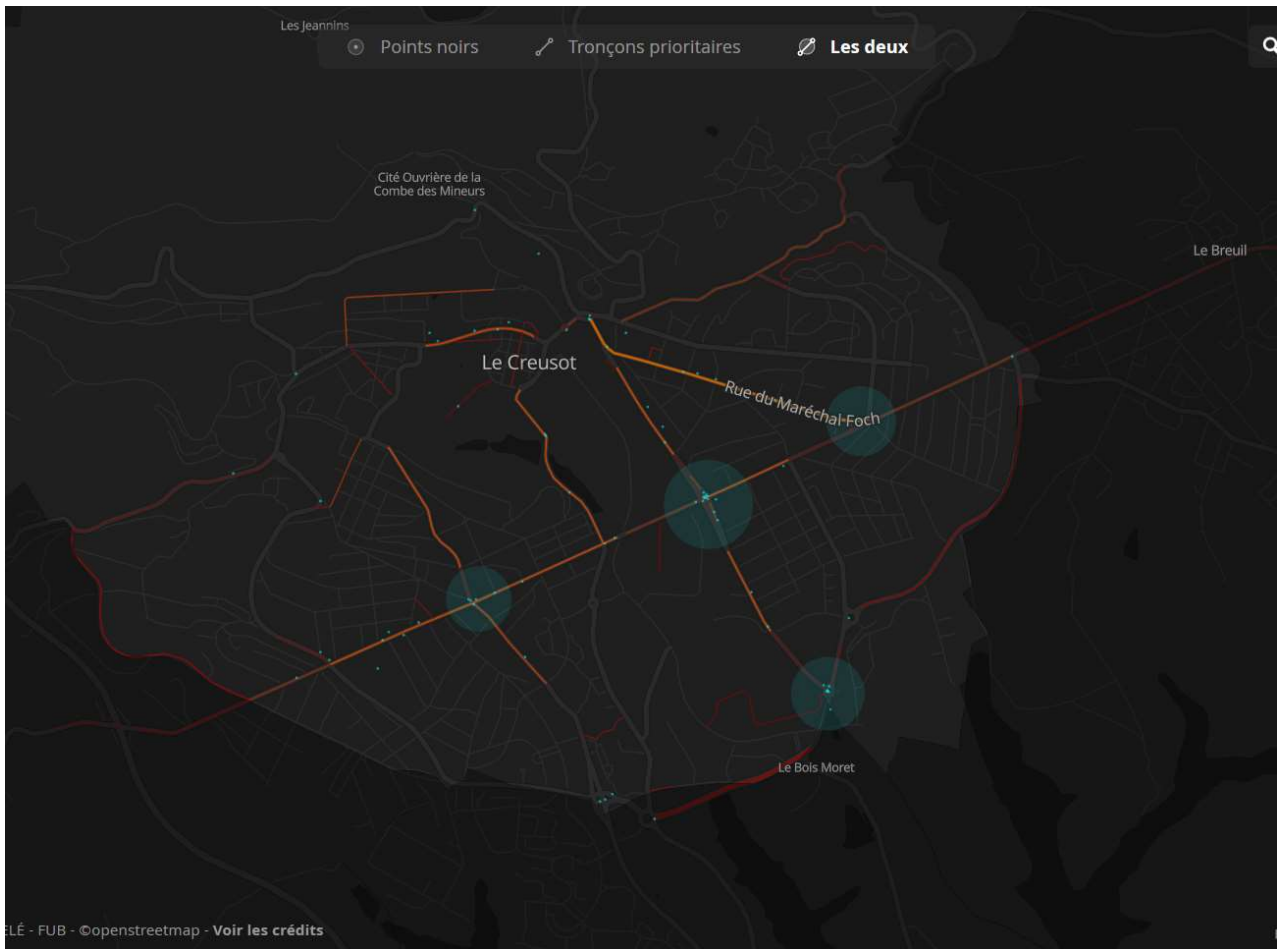 Les Jeannins
Points noirs
Tronçons prioritaires
Les deux
Cité Ouvrière de la
Combe des Mineurs
Le Breuil
Le Creusot
Rue du Maréchal Foch
Le Bois Moret
ELÉ - FUB - ©openstreetmap - Voir les crédits